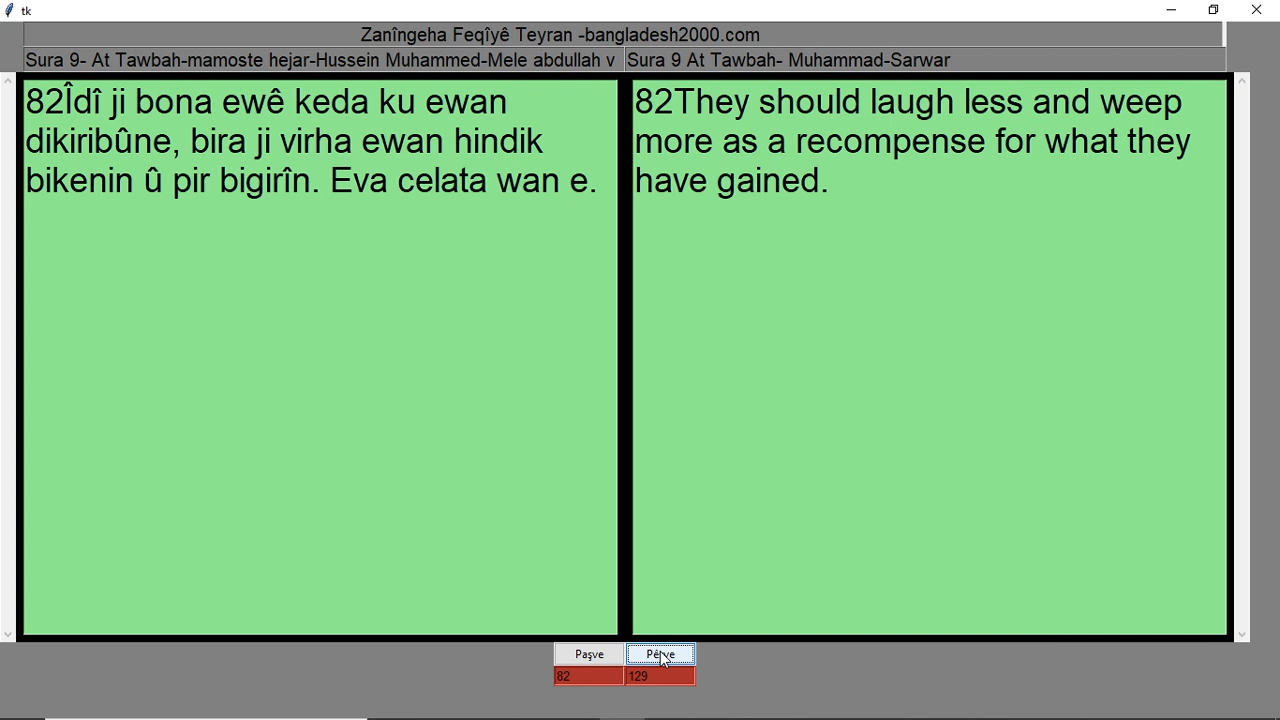 tk
Zanîngeha Feqîyê Teyran -bangladesh2000.com
Sura 9- At Tawbah-mamoste hejar-Hussein Muhammed-Mele abdullah v
Sura 9 At Tawbah- Muhammad-Sarwar
82Îdî ji bona ewê keda ku ewan
dikiribûne, bira ji virha ewan hindik
bikenin û pir bigirîn. Eva celata wan e.
82They should laugh less and weep
more as a recompense for what they
have gained.
Paşve
82
129